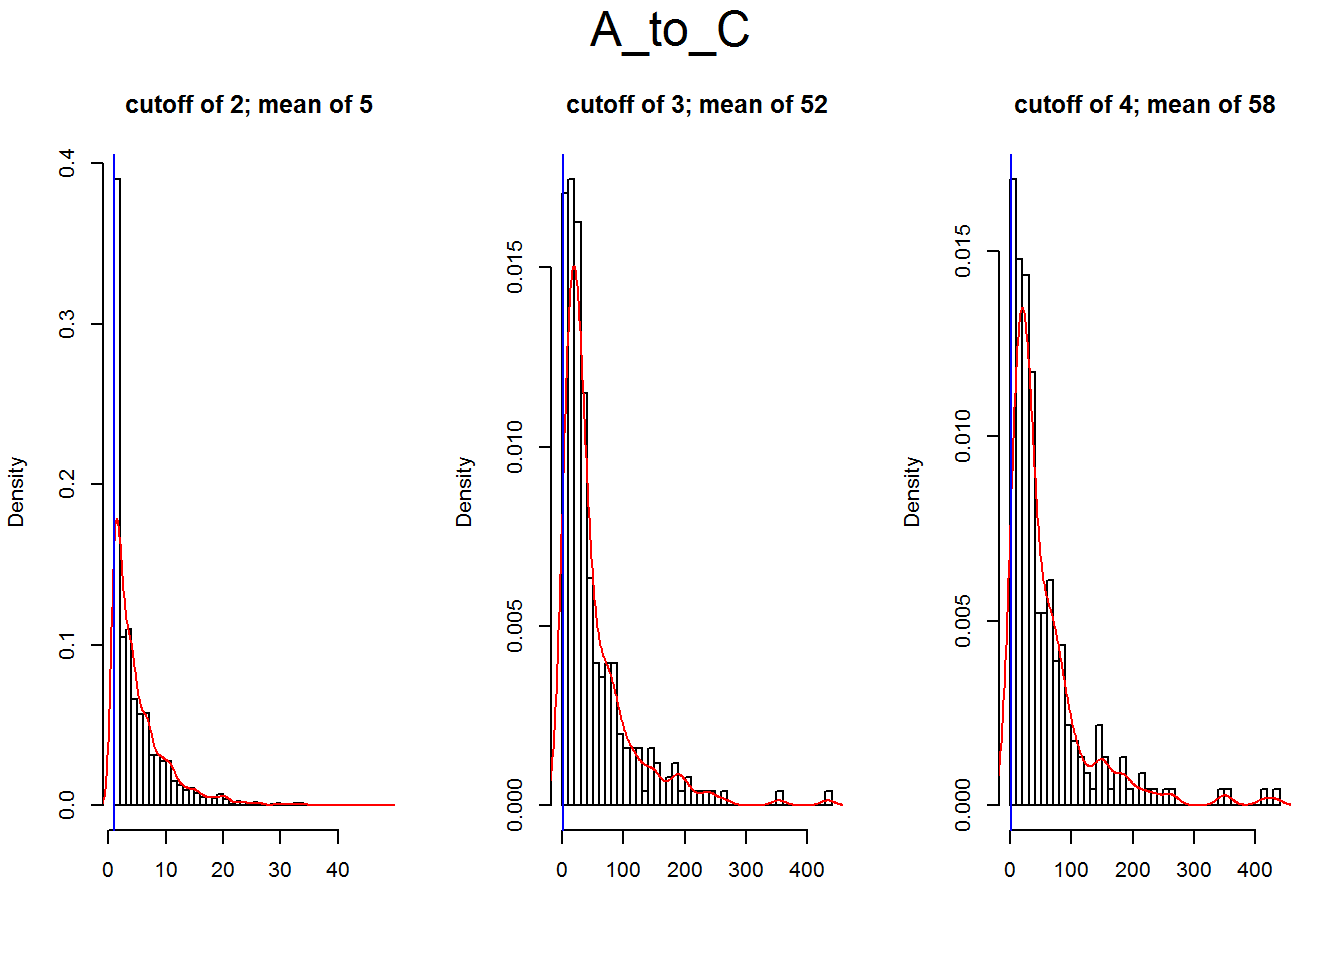 A_to_C
cutoff of 2; mean of 5
Density
0.0 0.1 0.2 0.3 0.4
0 10 20 30 40
cutoff of 3; mean of 52
Density
0.000 0.005 0.010 0.015
0 100 200 300 400
cutoff of 4; mean of 58
Density
0.000 0.005 0.010 0.015
0 100 200 300 400